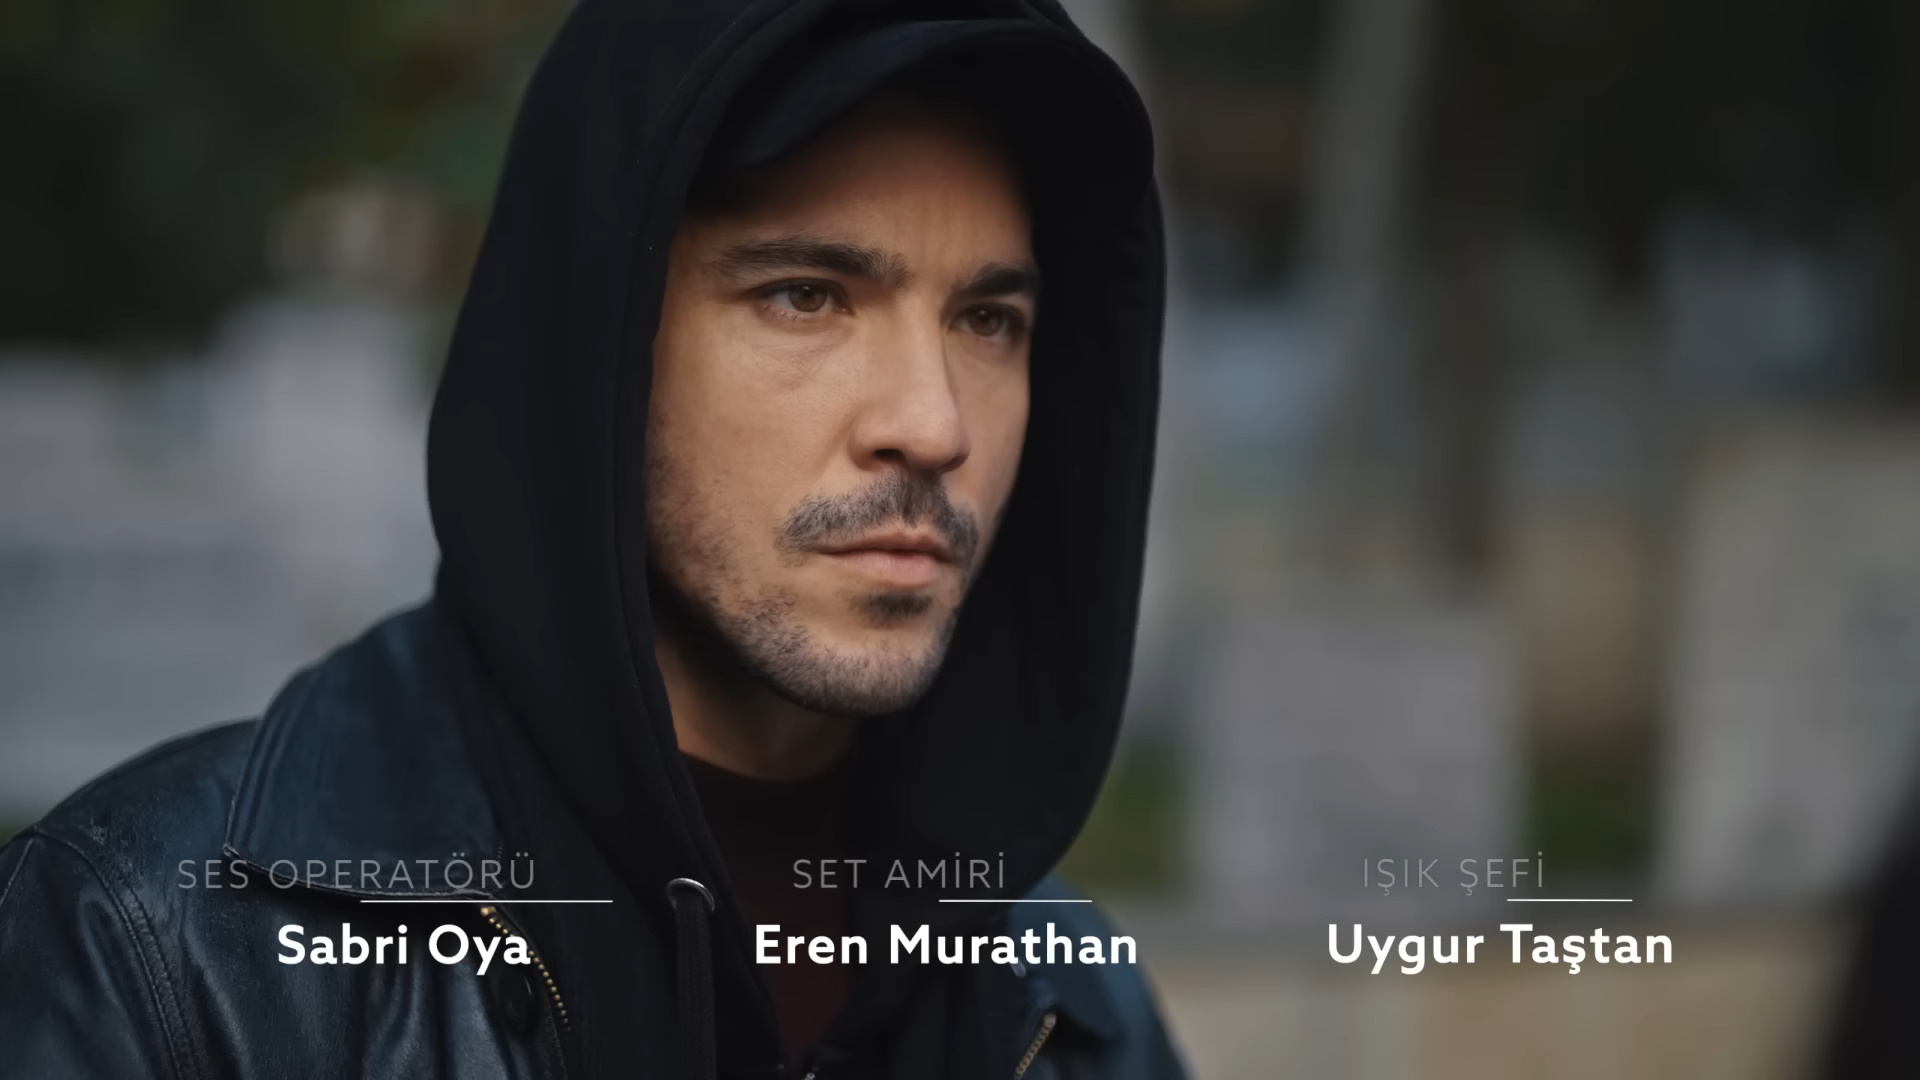 SES OPERATÖRÜ
Sabri Oya
SET AMİRİ
Eren Murathan
IŞIK ŞEFİ
Uygur Taştan